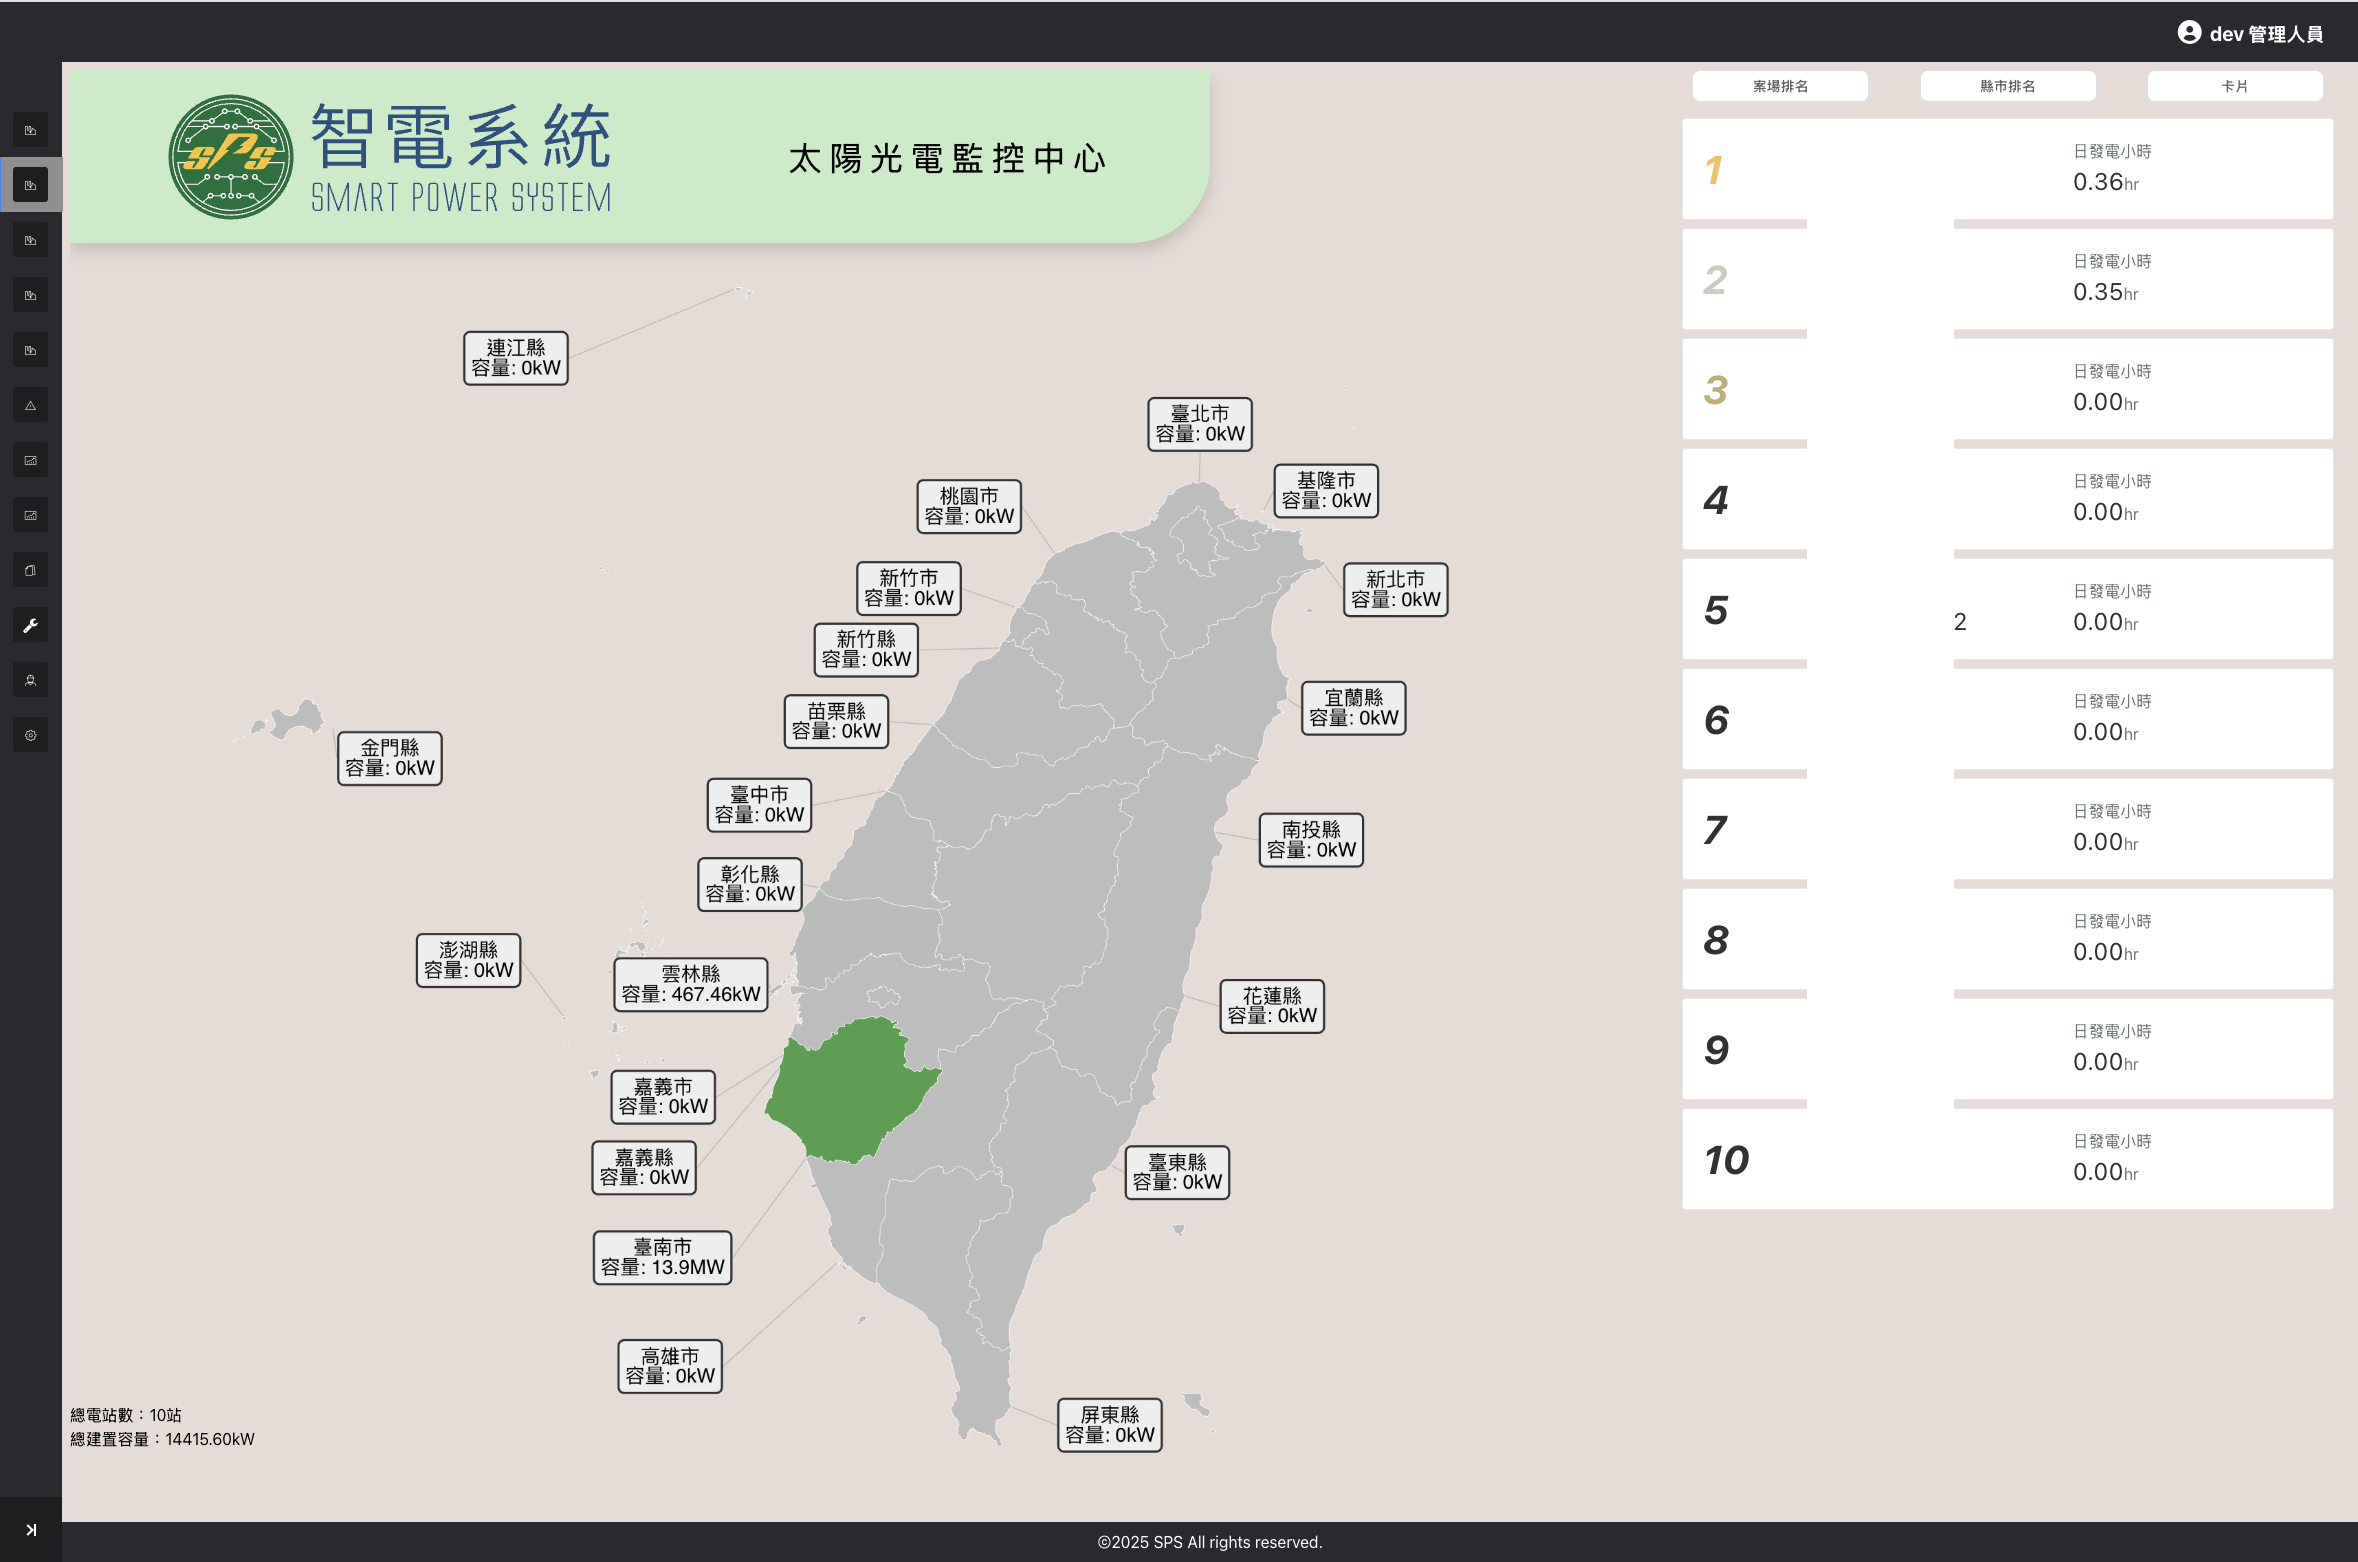 dev 管理人員
SPS
智電系統
SMART POWER SYSTEM
太陽光電監控中心
案場排名
縣市排名
卡片
連江縣
容量: 0kW
臺北市
容量: 0kW
基隆市
容量: 0kW
桃園市
容量: 0kW
新竹市
容量: 0kW
新北市
容量: 0kW
新竹縣
容量: 0kW
苗栗縣
容量: 0kW
宜蘭縣
容量: 0kW
金門縣
容量: 0kW
臺中市
容量: 0kW
南投縣
容量: 0kW
彰化縣
容量: 0kW
澎湖縣
容量: 0kW
雲林縣
容量: 467.46kW
花蓮縣
容量: 0kW
嘉義市
容量: 0kW
嘉義縣
容量: 0kW
臺東縣
容量: 0kW
臺南市
容量: 13.9MW
高雄市
容量: 0kW
屏東縣
容量: 0kW
總電站數：10站
總建置容量：14415.60kW
1
日發電小時
0.36hr
2
日發電小時
0.35hr
3
日發電小時
0.00hr
4
日發電小時
0.00hr
5
2
日發電小時
0.00hr
6
日發電小時
0.00hr
7
日發電小時
0.00hr
8
日發電小時
0.00hr
9
日發電小時
0.00hr
10
日發電小時
0.00hr
©2025 SPS All rights reserved.